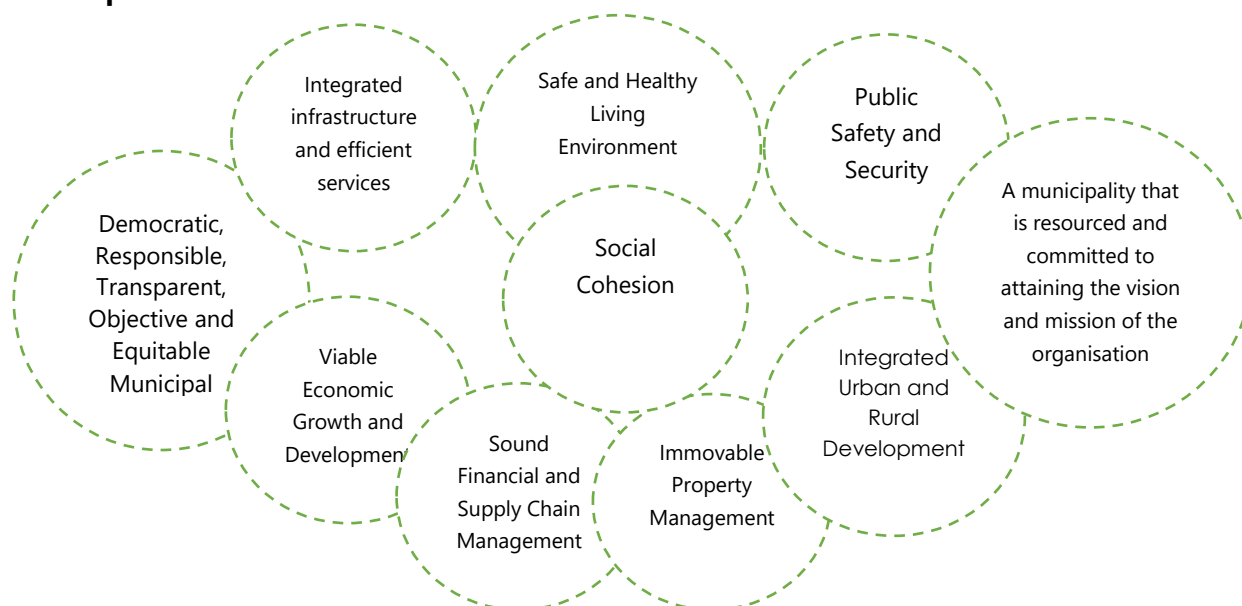 Integrated
infrastructure
and efficient
services
Safe and Healthy
Living
Environment
Public
Safety and
Security
A municipality that
is resourced and
committed to
attaining the vision
and mission of the
organisation
Democratic,
Responsible,
Transparent,
Objective and
Equitable
Municipal
Social
Cohesion
Viable
Economic
Growth and
Developmen
Sound
Financial and
Supply Chain
Management
Immovable
Property
Management
Integrated
Urban and
Rural
Development